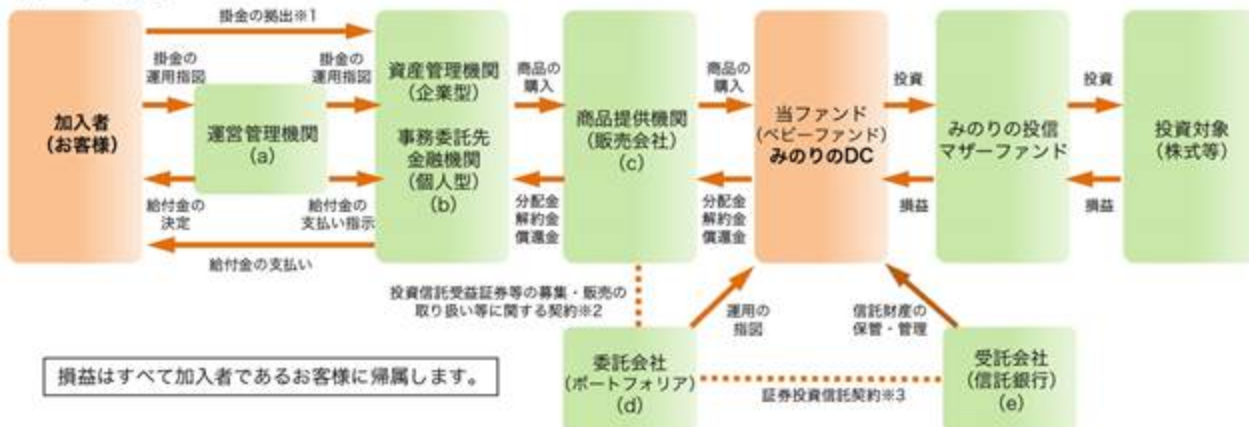 掛金の拠出※1
加入者
(お客様)
掛金の
運用指図
運営管理機関
(a)
掛金の
運用指図
給付金の
決定
給付金の
支払い指示
給付金の支払い
資産管理機関
(企業型)
事務委託先
金融機関
(個人型)
(b)
商品の
購入
分配金
解約金
償還金
商品提供機関
(販売会社)
(c)
商品の
購入
分配金
解約金
償還金
当ファンド
(ベビーファンド)
みのりのDC
投資
損益
みのりの投信
マザーファンド
投資
損益
投資対象
(株式等)
投資信託受益証券等の募集・販売の
取り扱い等に関する契約※2
運用の
指図
信託財産の
保管・管理
委託会社
(ポートフォリア)
(d)
証券投資信託契約※3
受託会社
(信託銀行)
(e)
損益はすべて加入者であるお客様に帰属します。